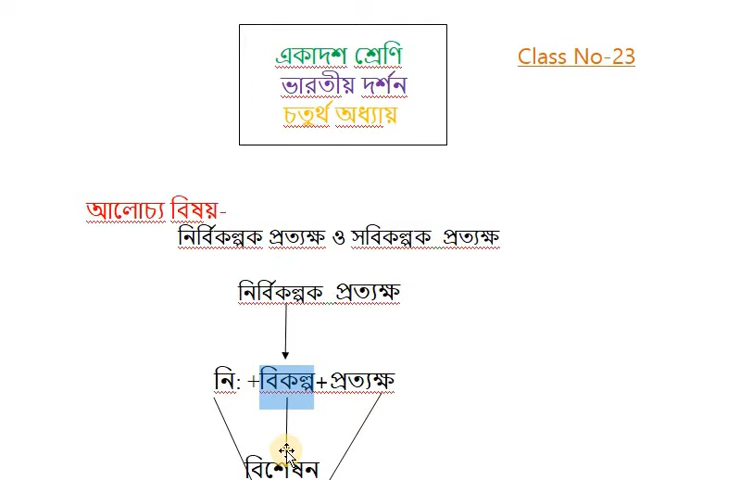 একাদশ শ্রেণি
Class No-23
ভারতীয় দর্শন
চতুর্থ অধ্যায়
আলোচ্য বিষয়-
নির্বিকল্পক প্রত্যক্ষ ও সবিকল্পক প্রত্যক্ষ
নির্বিকল্পক প্রত্যক্ষ
নি: +বিকল্প+প্রত্যক্ষ
বিশেষন